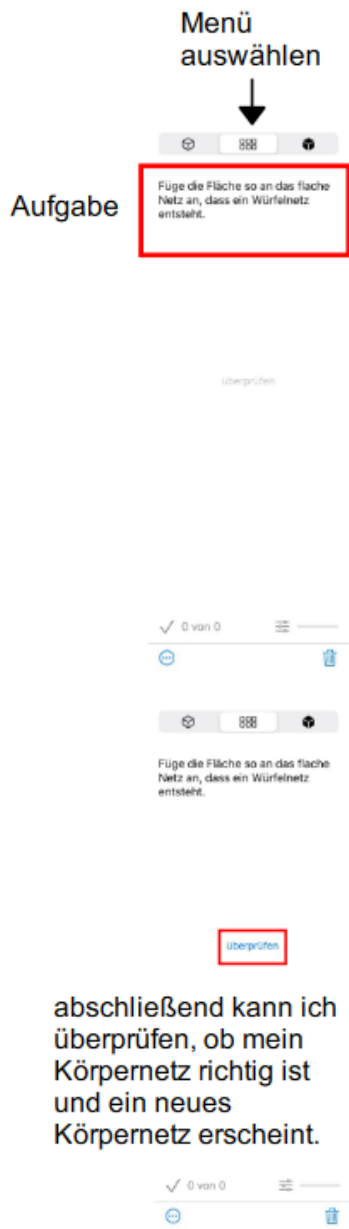 Menü
auswählen
Aufgabe
Füge die Fläche so an das flache
Netz an, dass ein Würfelnetz
entsteht.
überprüfen
0 von 0
Füge die Fläche so an das flache
Netz an, dass ein Würfelnetz
entsteht.
überprüfen
abschließend kann ich
überprüfen, ob mein
Körpernetz richtig ist
und ein neues
Körpernetz erscheint.
0 von 0